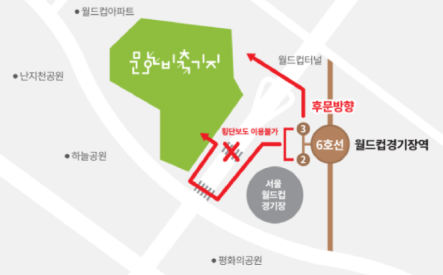 월드컵아파트
문화비축기지
월드컵터널
난지천공원
후문방향
횡단보도 이용불가
3
6호선
월드컵경기장역
하늘공원
2
서울
월드컵
경기장
평화의공원